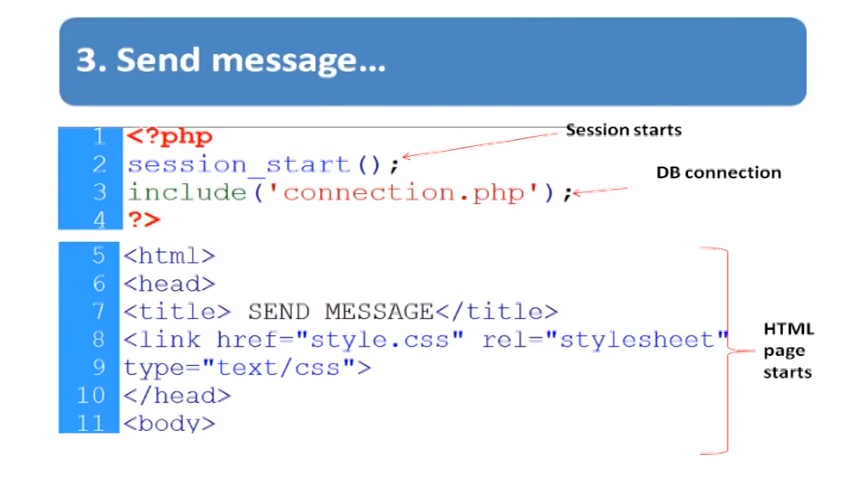 3. Send message...
1 <?php
Session starts
2 session_start();
DB connection
3 include('connection.php');
4 ?>
5 <html>
6 <head>
7 <title> SEND MESSAGE</title>
8 <link href="style.css" rel="stylesheet"
9 type="text/css">
10 </head>
11 <body>
HTML
page
starts